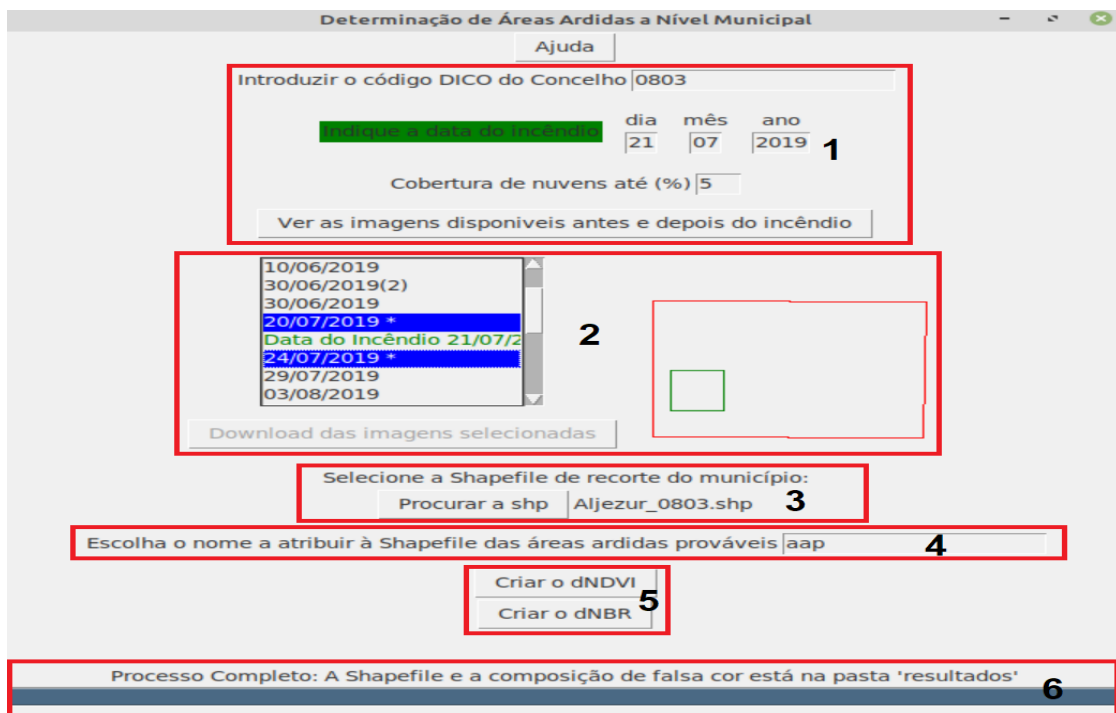 Determinação de Áreas Ardidas a Nível Municipal
Ajuda
Introduzir o código DICO do Concelho 0803
dia mês ano
Indique a data do incêndio 21 07 2019
1
Cobertura de nuvens até (%) 5
Ver as imagens disponiveis antes e depois do incêndio
10/06/2019
30/06/2019(2)
30/06/2019
20/07/2019 *
Data do Incêndio 21/07/2
24/07/2019 *
29/07/2019
03/08/2019
2
Download das imagens selecionadas
Selecione a Shapefile de recorte do município:
Procurar a shp Aljezur_0803.shp 3
Escolha o nome a atribuir à Shapefile das áreas ardidas prováveis aap 4
Criar o dNDVI
5
Criar o dNBR
Processo Completo: A Shapefile e a composição de falsa cor está na pasta 'resultados'
6